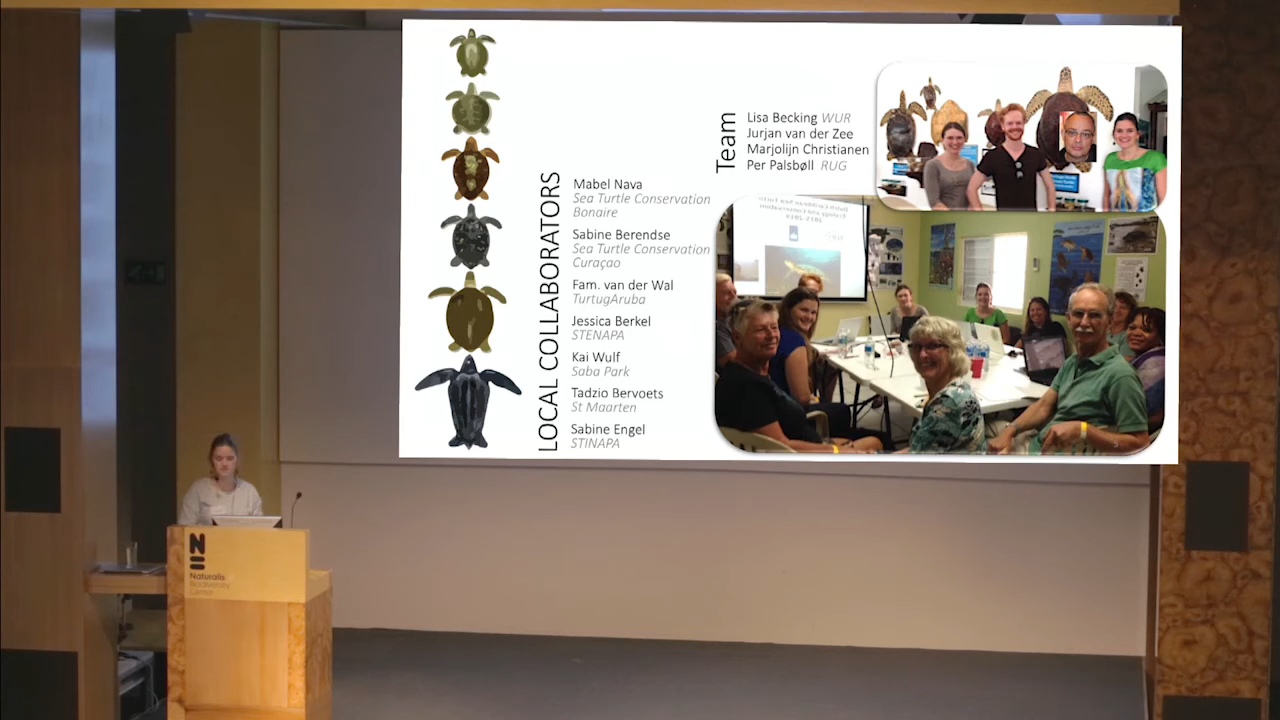 Team
Lisa Becking WUR
Jurjan van der Zee
Marjolijn Christianen
Per Palsbøll RUG
LOCAL COLLABORATORS
Mabel Nava
Sea Turtle Conservation
Bonaire
Sabine Berendse
Sea Turtle Conservation
Curaçao
Fam. van der Wal
TurtugAruba
Jessica Berkel
STENAPA
Kai Wulf
Saba Park
Tadzio Bervoets
St Maarten
Sabine Engel
STINAPA
Naturalis
Biodiversity
Center